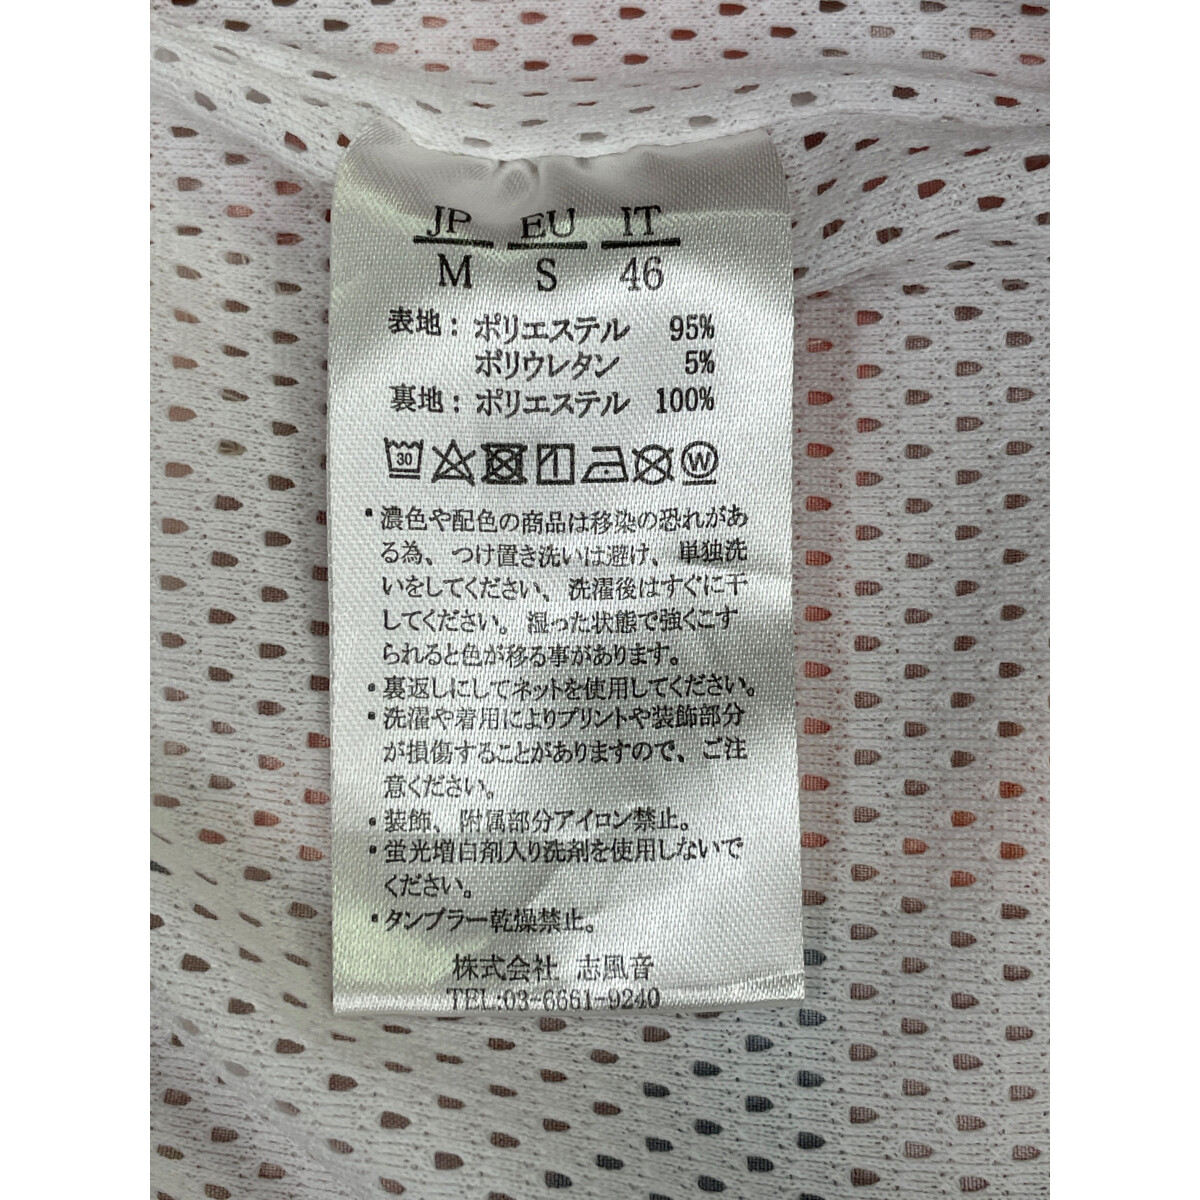 JP EU IT
M S 46
表地： ポリエステル 95%
ポリウレタン 5%
裏地： ポリエステル 100%
30 W
・濃色や配色の商品は移染の恐れがあ
る為、つけ置き洗いは避け、単独洗
いをしてください、洗濯後はすぐに干
してください。湿った状態で強くこす
られると色が移る事があります。
・裏返しにしてネットを使用してください。
・洗濯や着用によりプリントや装飾部分
が損傷することがありますので、ご注
意ください。
・装飾、附属部分アイロン禁止。
・蛍光増白剤入り洗剤を使用しないで
ください。
・タンブラー乾燥禁止。
株式会社 志風音
TEL:03-6661-9240